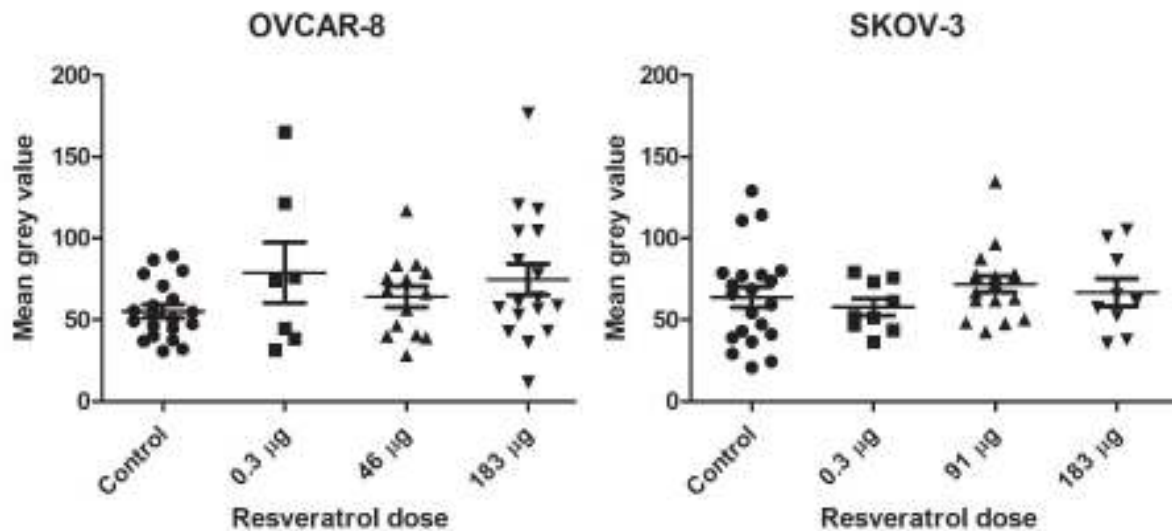 OVCAR-8
Mean grey value
200
150
100
50
0
Control
0.3 µg
46 µg
183 µg
Resveratrol dose
SKOV-3
Mean grey value
200
150
100
50
0
Control
0.3 µg
91 µg
183 µg
Resveratrol dose